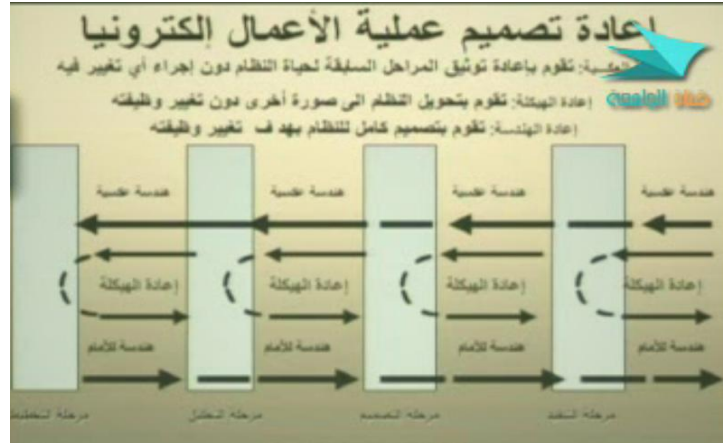 إعادة تصميم عملية الأعمال إلكترونيا
العكسية: تقوم بإعادة توثيق المراحل السابقة لحياة النظام دون إجراء أي تغيير فيه
إعادة الهيكلة: تقوم بتحويل النظام الى صورة أخرى دون تغيير وظيفته
إعادة الهندسة: تقوم بتصميم كامل للنظام بهدف تغيير وظيفته
هندسة عكسية هندسة عكسية هندسة عكسية هندسة عكسية
إعادة الهيكلة إعادة الهيكلة إعادة الهيكلة إعادة الهيكلة
هندسة للأمام هندسة للأمام هندسة للأمام هندسة للأمام
مرحلة التنفيذ مرحلة التصميم مرحلة التحليل مرحلة التخطيط